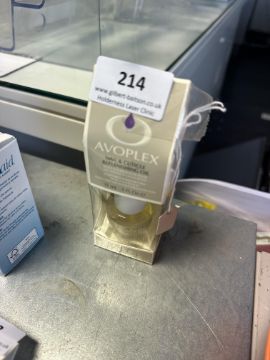 214
www.gilbert-baitson.co.uk
Holderness Laser Clinic
AVOPLEX
NAIL & CUTICLE
REPLENISHING OIL